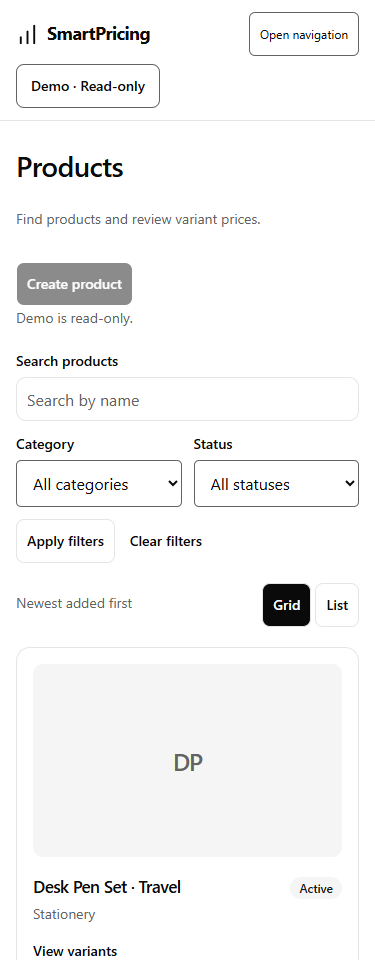 SmartPricing
Open navigation
Demo · Read-only
Products
Find products and review variant prices.
Create product
Demo is read-only.
Search products
Search by name
Category Status
All categories All statuses
Apply filters Clear filters
Newest added first Grid List
DP
Desk Pen Set · Travel Active
Stationery
View variants